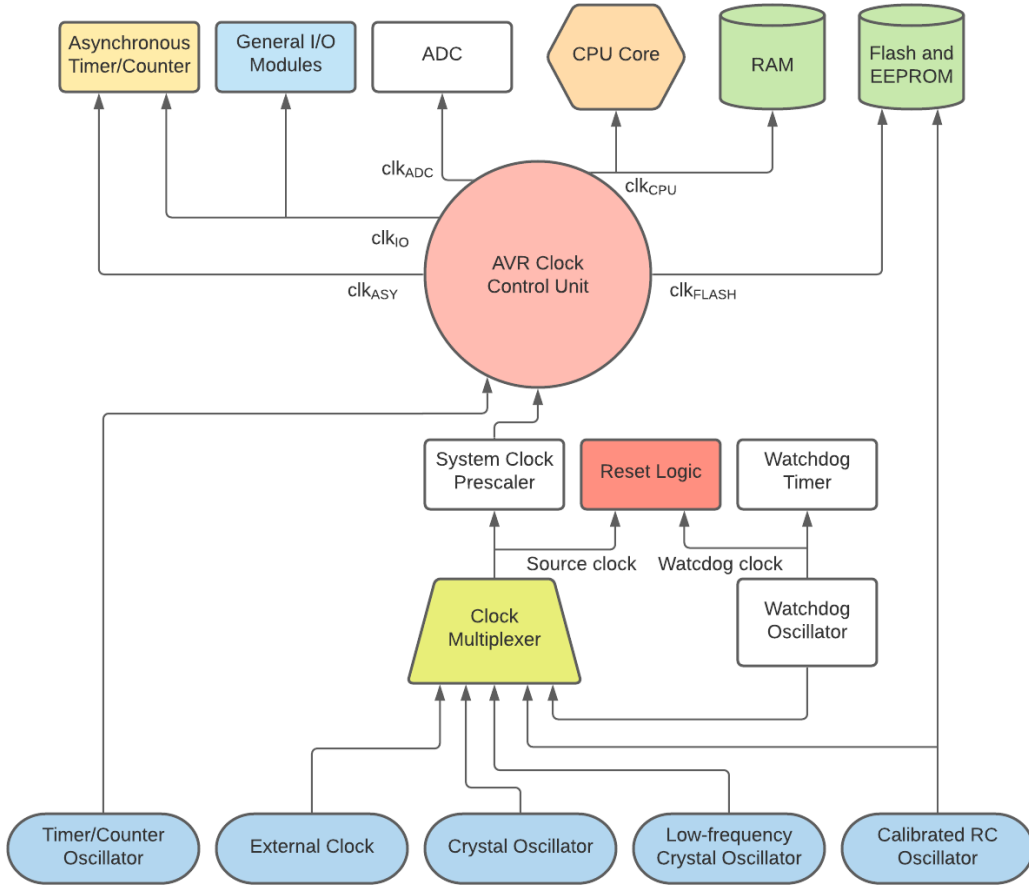 Asynchronous
Timer/Counter
General I/O
Modules
ADC
CPU Core
RAM
Flash and
EEPROM
clkADC
clkCPU
clkIO
clkASY
clkFLASH
AVR Clock
Control Unit
System Clock
Prescaler
Reset Logic
Watchdog
Timer
Source clock
Watcdog clock
Clock
Multiplexer
Watchdog
Oscillator
Timer/Counter
Oscillator
External Clock
Crystal Oscillator
Low-frequency
Crystal Oscillator
Calibrated RC
Oscillator